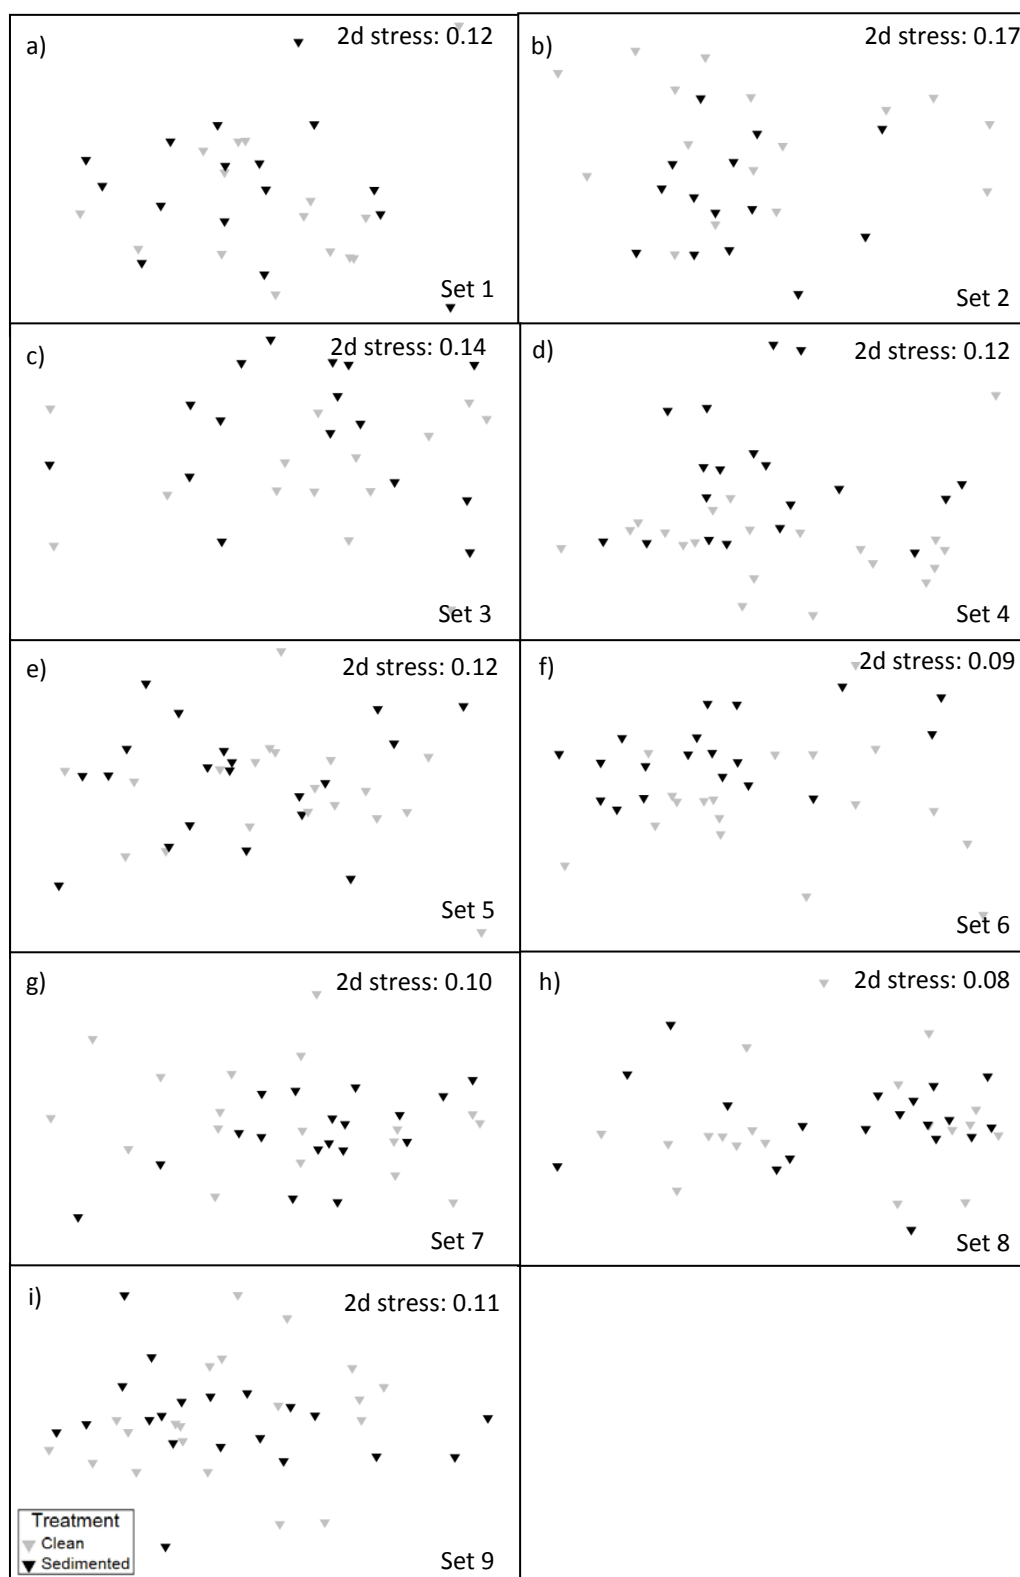 a)
2d stress: 0.12
Set 1
b)
2d stress: 0.17
Set 2
c)
2d stress: 0.14
Set 3
d)
2d stress: 0.12
Set 4
e)
2d stress: 0.12
Set 5
f)
2d stress: 0.09
Set 6
g)
2d stress: 0.10
Set 7
h)
2d stress: 0.08
Set 8
i)
2d stress: 0.11
Treatment
Clean
Sedimented
Set 9